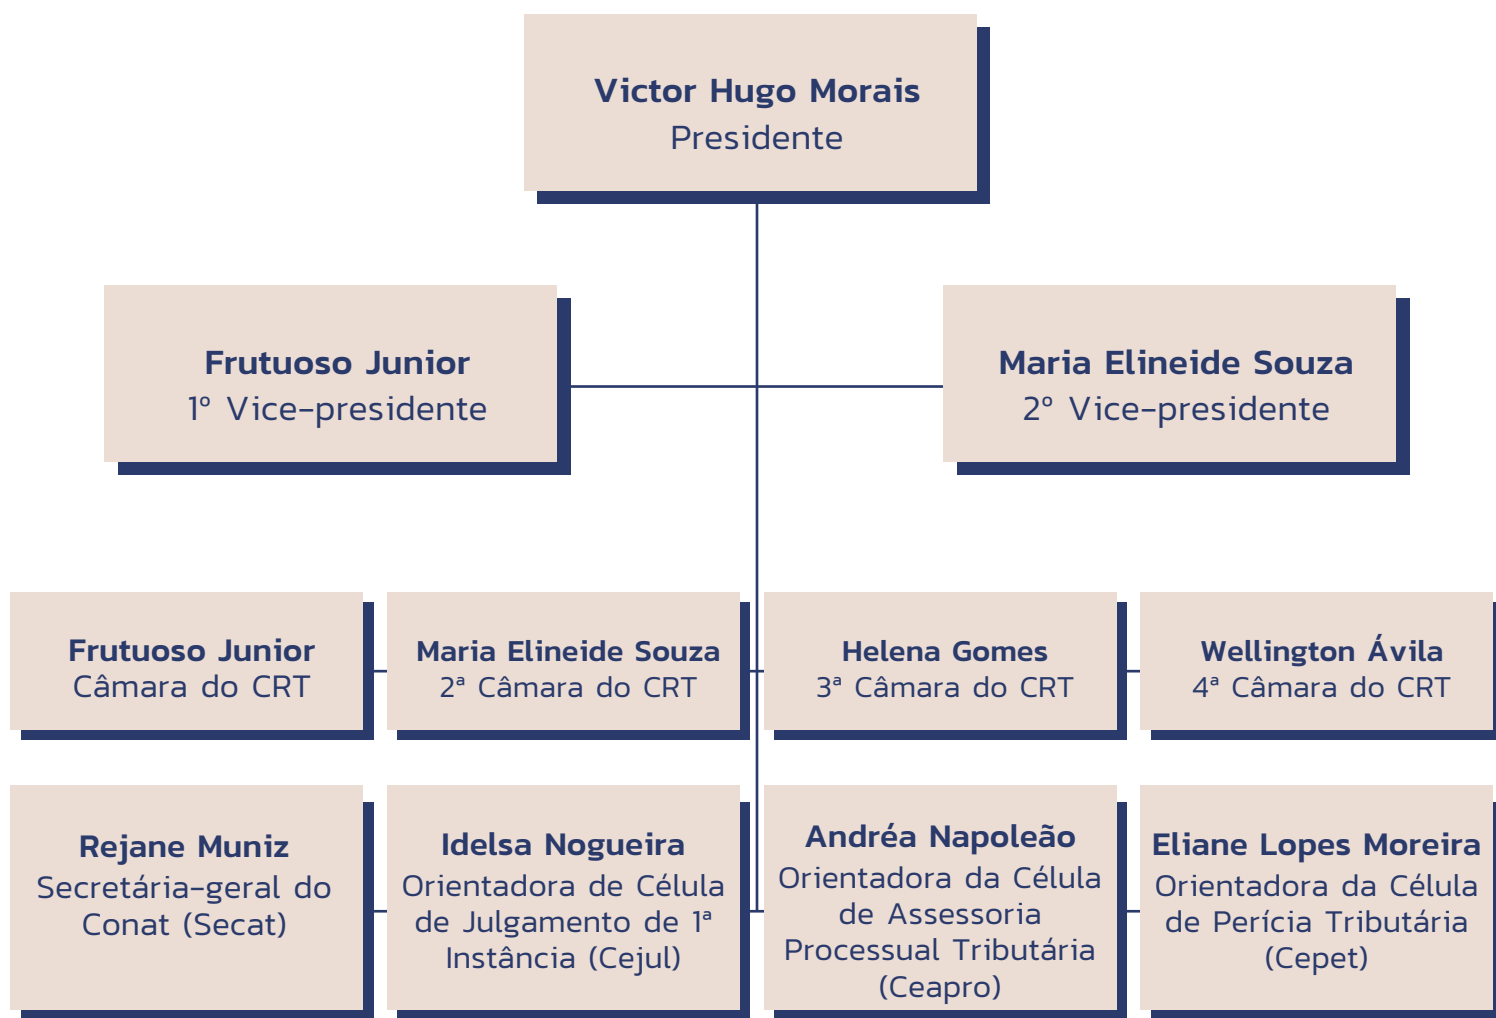 Victor Hugo Morais
Presidente
Frutuoso Junior
1º Vice-presidente
Maria Elineide Souza
2º Vice-presidente
Frutuoso Junior
Câmara do CRT
Maria Elineide Souza
2ª Câmara do CRT
Helena Gomes
3ª Câmara do CRT
Wellington Ávila
4ª Câmara do CRT
Rejane Muniz
Secretária-geral do
Conat (Secat)
Idelsa Nogueira
Orientadora de Célula
de Julgamento de 1ª
Instância (Cejul)
Andréa Napoleão
Orientadora da Célula
de Assessoria
Processual Tributária
(Ceapro)
Eliane Lopes Moreira
Orientadora da Célula
de Perícia Tributária
(Cepet)